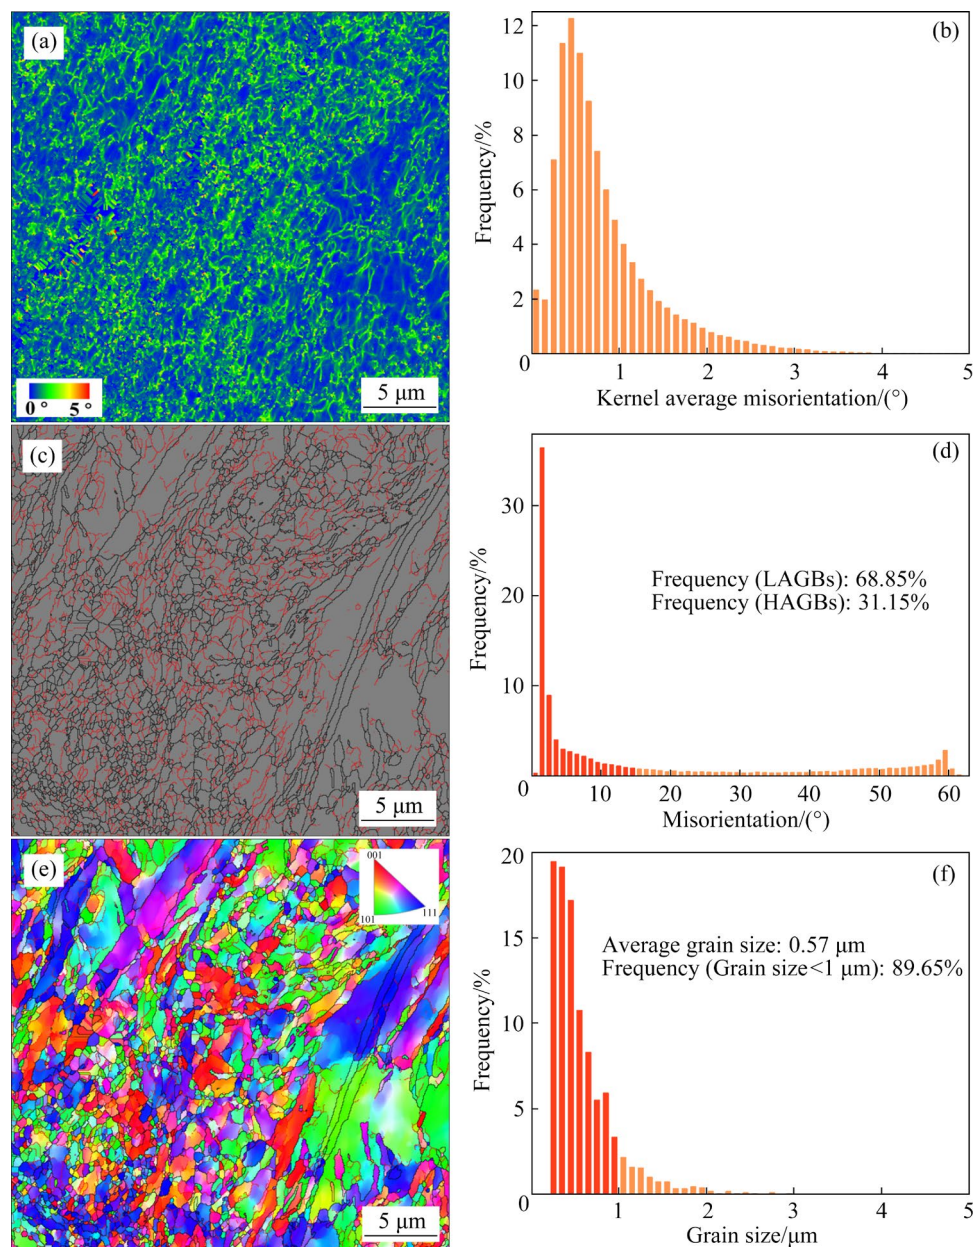 (a)
0 ° 5 °
5 μm
(b)
12
10
8
6
4
2
0
1 2 3 4 5
Frequency/%
Kernel average misorientation/(°)
(c)
5 μm
(d)
30
20
10
0
10 20 30 40 50 60
Frequency/%
Frequency (LAGBs): 68.85%
Frequency (HAGBs): 31.15%
Misorientation/(°)
(e)
001
101 111
5 μm
(f)
20
15
10
5
0
1 2 3 4 5
Frequency/%
Average grain size: 0.57 μm
Frequency (Grain size<1 μm): 89.65%
Grain size/μm